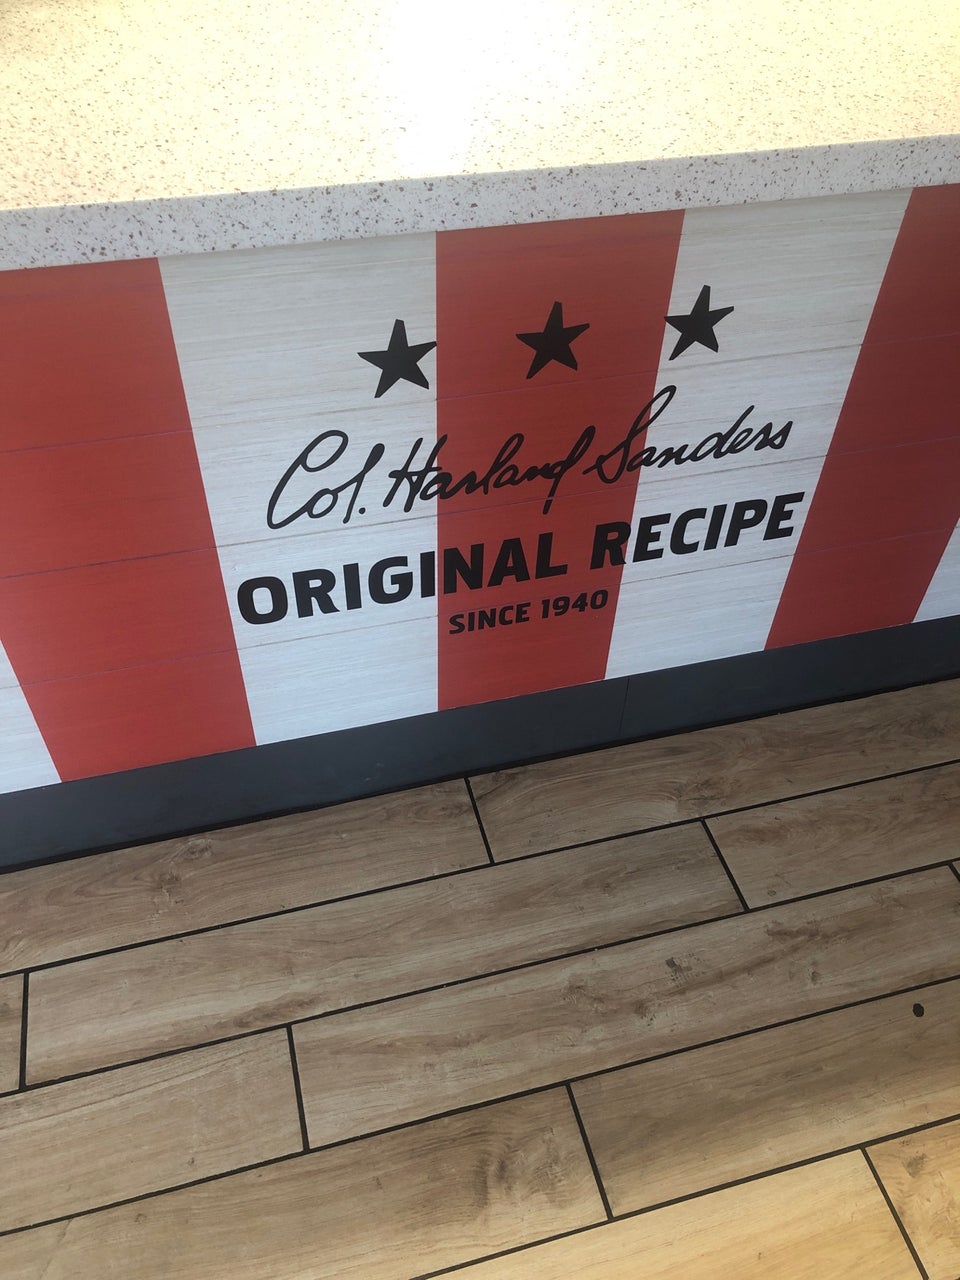 Col. Harland Sanders
ORIGINAL RECIPE
SINCE 1940